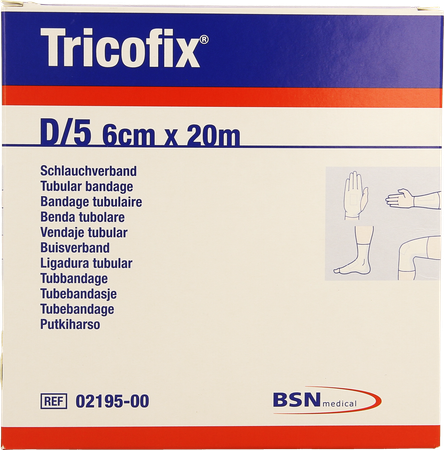 Tricofix®
D/5 6cm x 20m
Schlauchverband
Tubular bandage
Bandage tubulaire
Benda tubolare
Vendaje tubular
Buisverband
Ligadura tubular
Tubbandage
Tubebandasje
Tubebandage
Putkiharso
REF 02195-00
BSN medical